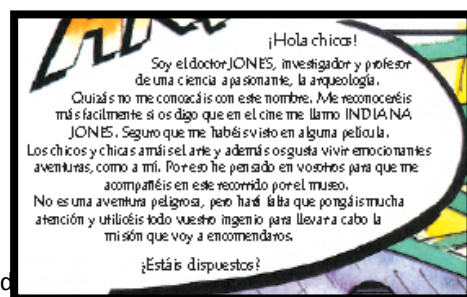 ¡Hola chicos!
Soy el doctor JONES, investigador y profesor
de una ciencia apasionante, la arqueología.
Quizás no me conozcáis con este nombre. Me reconoceréis
más facilmente si os digo que en el cine me llamo INDIANA
JONES. Seguro que me habéis visto en alguna película.
Los chicos y chicas amáis el arte y además os gusta vivir emocionantes
aventuras, como a mí. Por eso he pensado en vosotros para que me
acompañéis en este recorrido por el museo.
No es una aventura peligrosa, pero hará falta que pongáis mucha
atención y utilicéis todo vuestro ingenio para llevar a cabo la
misión que voy a encomendaros.
¿Estáis dispuestos?
d